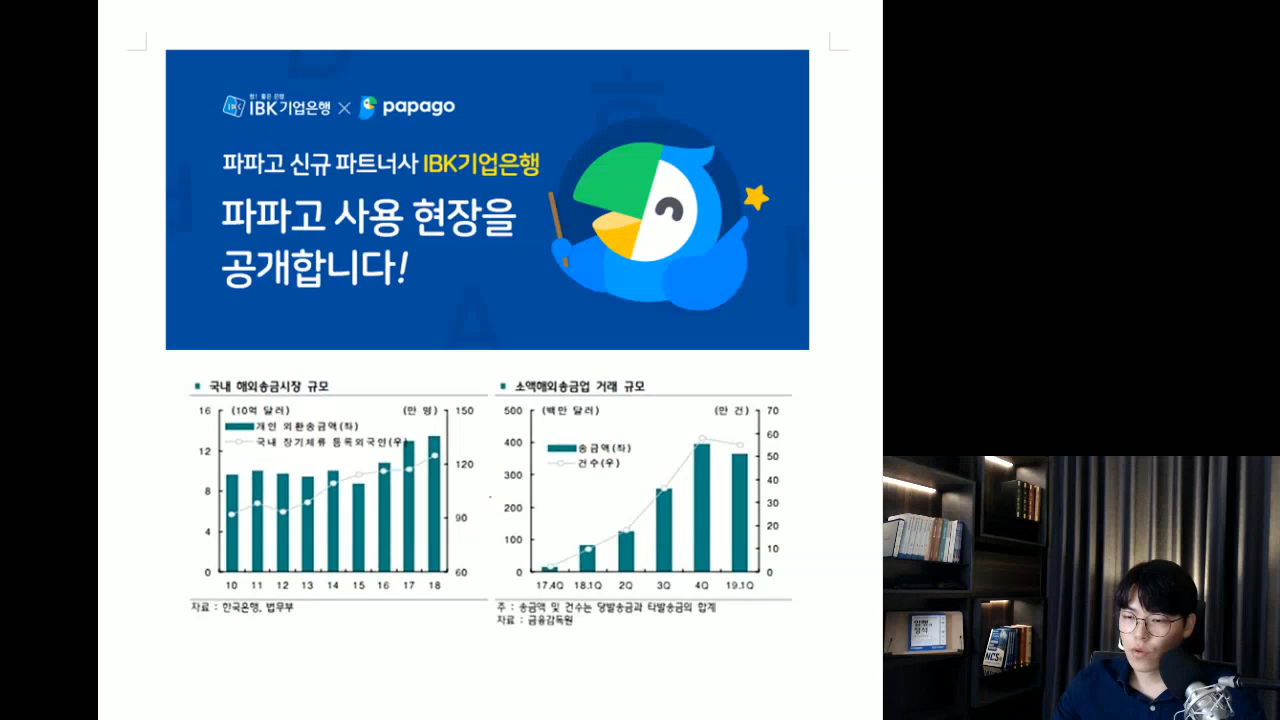 힘! 좋은 은행
IBK기업은행 × papago
파파고 신규 파트너사 IBK기업은행
파파고 사용 현장을
공개합니다!
국내 해외송금시장 규모
16 (10억 달러) (만 명) 150
개인 외환송금액(좌)
국내 장기체류 등록외국인(우)
12 120
8
90
4
0 60
10 11 12 13 14 15 16 17 18
자료 : 한국은행, 법무부
소액해외송금업 거래 규모
500 (백만 달러) (만 건) 70
송금액(좌)
건수(우)
60
400
50
300 40
200 30
20
100
10
0 0
17.4Q 18.1Q 2Q 3Q 4Q 19.1Q
주 : 송금액 및 건수는 당발송금과 타발송금의 합계
자료 : 금융감독원
NCS